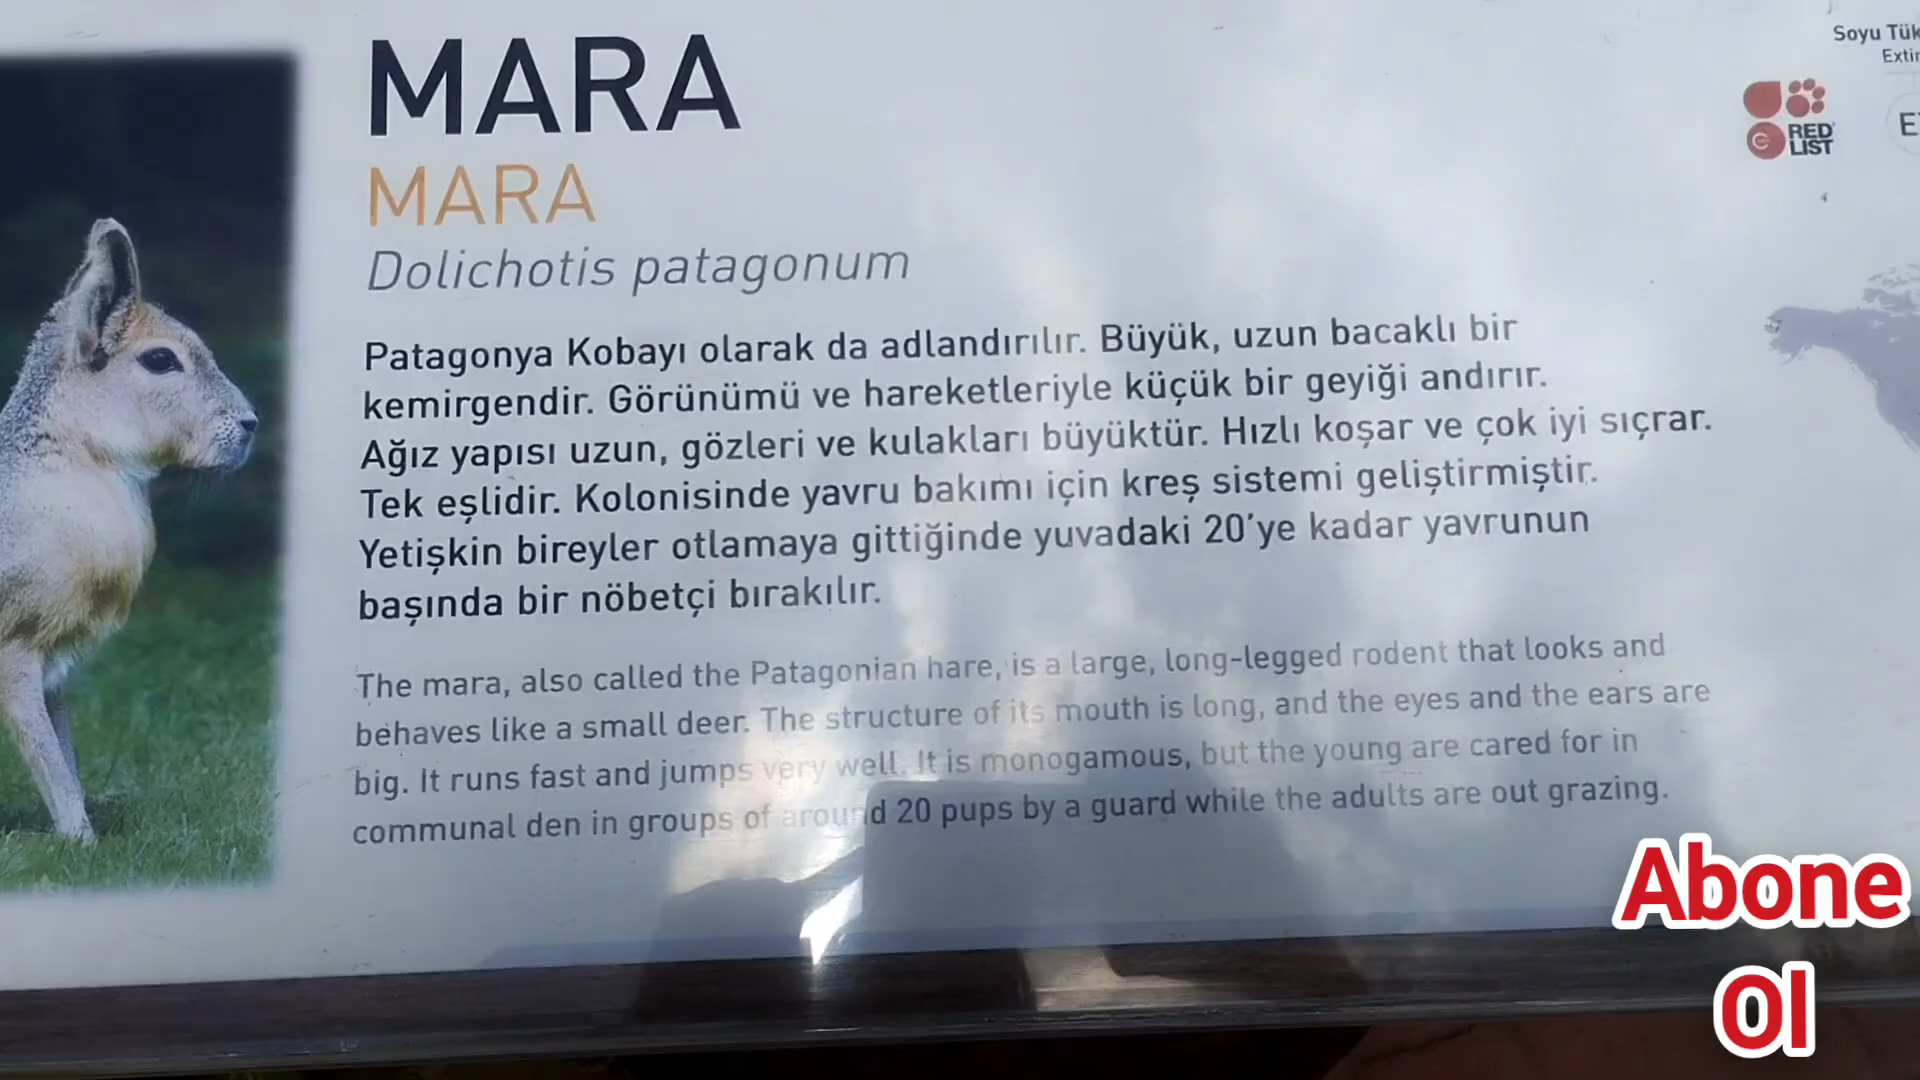 MARA
MARA
Dolichotis patagonum
Patagonya Kobayı olarak da adlandırılır. Büyük, uzun bacaklı bir
kemirgendir. Görünümü ve hareketleriyle küçük bir geyiği andırır.
Ağız yapısı uzun, gözleri ve kulakları büyüktür. Hızlı koşar ve çok iyi sıçrar.
Tek eşlidir. Kolonisinde yavru bakımı için kreş sistemi geliştirmiştir.
Yetişkin bireyler otlamaya gittiğinde yuvadaki 20'ye kadar yavrunun
başında bir nöbetçi bırakılır.
The mara, also called the Patagonian hare, is a large, long-legged rodent that looks and
behaves like a small deer. The structure of its mouth is long, and the eyes and the ears are
big. It runs fast and jumps very well. It is monogamous, but the young are cared for in
communal den in groups of around 20 pups by a guard while the adults are out grazing.
Soyu
RED
LIST
Abone
Ol